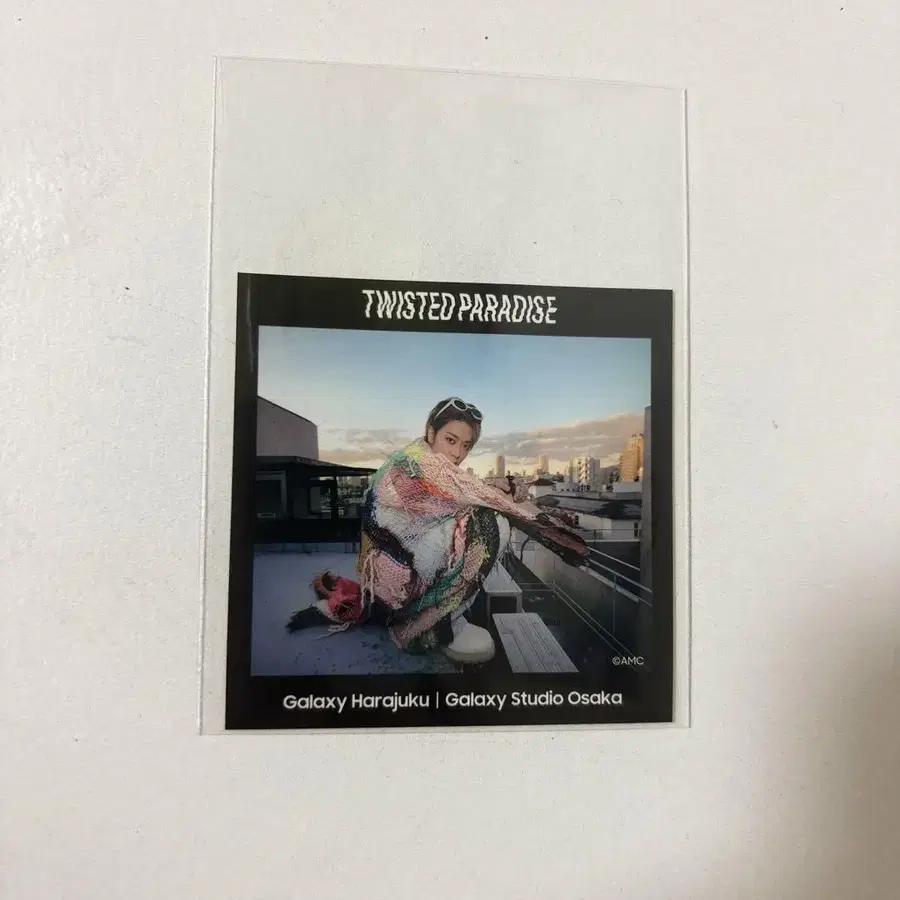 TWISTED PARADISE
©AMC
Galaxy Harajuku | Galaxy Studio Osaka